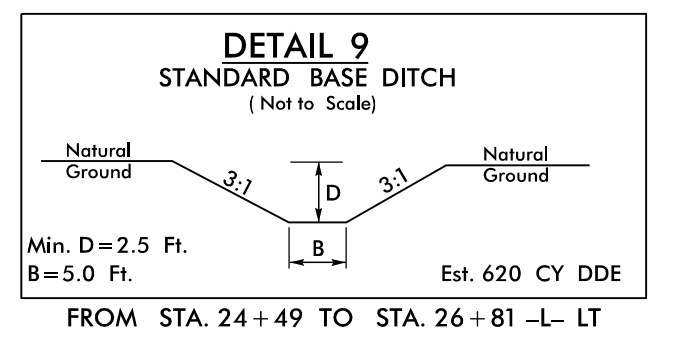 DETAIL 9
STANDARD BASE DITCH
( Not to Scale)
Natural
Ground
3:1
D
3:1
Natural
Ground
B
Min. D=2.5 Ft.
B=5.0 Ft.
Est. 620 CY DDE
FROM STA. 24+49 TO STA. 26+81 -L- LT